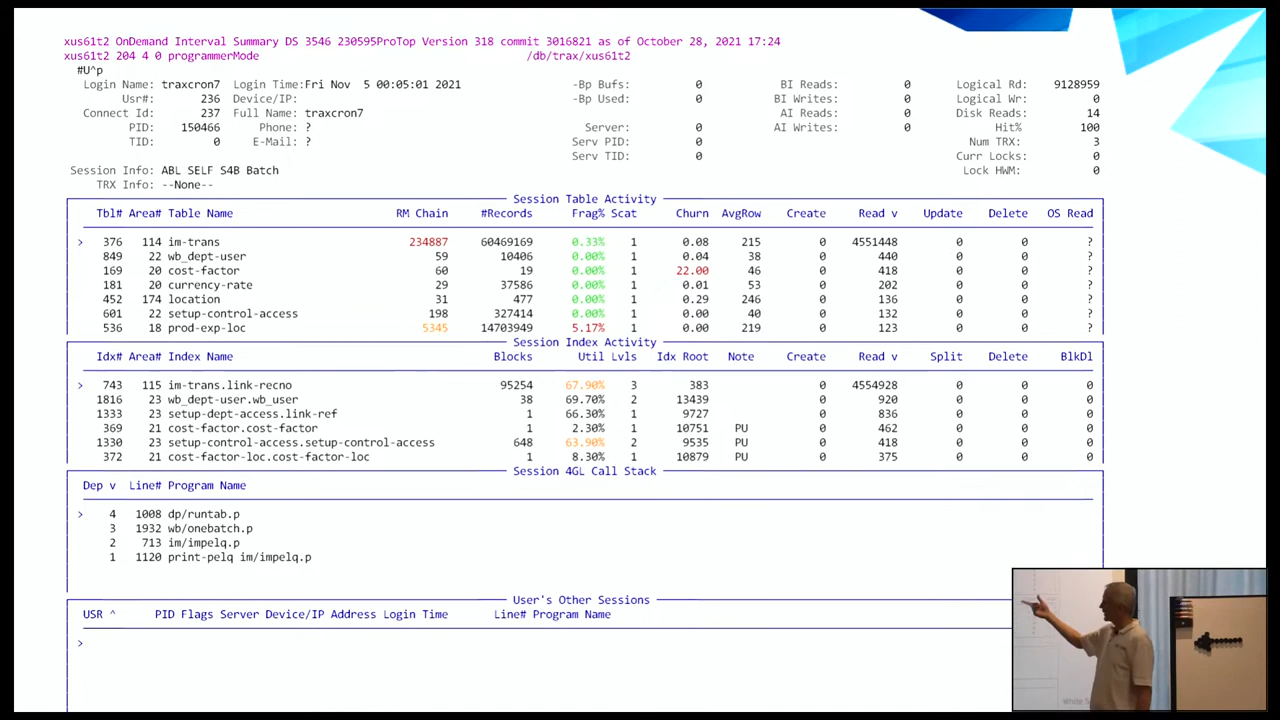 xus61t2 OnDemand Interval Summary DS 3546 230595ProTop Version 318 commit 3016821 as of October 28, 2021 17:24
xus61t2 204 4 0 programmerMode /db/trax/xus61t2
#U^p
Login Name: traxcron7 Login Time:Fri Nov 5 00:05:01 2021 -Bp Bufs: 0 BI Reads: 0 Logical Rd: 9128959
Usr#: 236 Device/IP: -Bp Used: 0 BI Writes: 0 Logical Wr: 0
Connect Id: 237 Full Name: traxcron7 AI Reads: 0 Disk Reads: 14
PID: 150466 Phone: ? Server: 0 AI Writes: 0 Hit% 100
TID: 0 E-Mail: ? Serv PID: 0 Num TRX: 3
Serv TID: 0 Curr Locks: 0
Session Info: ABL SELF S4B Batch Lock HWM: 0
TRX Info: --None--
Session Table Activity
Tbl# Area# Table Name RM Chain #Records Frag% Scat Churn AvgRow Create Read v Update Delete OS Read
> 376 114 im-trans 234887 60469169 0.33% 1 0.08 215 0 4551448 0 0 ?
849 22 wb_dept-user 59 10406 0.00% 1 0.04 38 0 440 0 0 ?
169 20 cost-factor 60 19 0.00% 1 22.00 46 0 418 0 0 ?
181 20 currency-rate 29 37586 0.00% 1 0.01 53 0 202 0 0 ?
452 174 location 31 477 0.00% 1 0.29 246 0 136 0 0 ?
601 22 setup-control-access 198 327414 0.00% 1 0.00 40 0 132 0 0 ?
536 18 prod-exp-loc 5345 14703949 5.17% 1 0.00 219 0 123 0 0 ?
Session Index Activity
Idx# Area# Index Name Blocks Util Lvls Idx Root Note Create Read v Split Delete BlkDl
> 743 115 im-trans.link-recno 95254 67.90% 3 383 0 4554928 0 0 0
1816 23 wb_dept-user.wb_user 38 69.70% 2 13439 0 920 0 0 0
1333 23 setup-dept-access.link-ref 1 66.30% 1 9727 0 836 0 0 0
369 21 cost-factor.cost-factor 1 2.30% 1 10751 PU 0 462 0 0 0
1330 23 setup-control-access.setup-control-access 648 63.90% 2 9535 PU 0 418 0 0 0
372 21 cost-factor-loc.cost-factor-loc 1 8.30% 1 10879 PU 0 375 0 0 0
Session 4GL Call Stack
Dep v Line# Program Name
> 4 1008 dp/runtab.p
3 1932 wb/onebatch.p
2 713 im/impelq.p
1 1120 print-pelq im/impelq.p
User's Other Sessions
USR ^ PID Flags Server Device/IP Address Login Time Line# Program Name
>